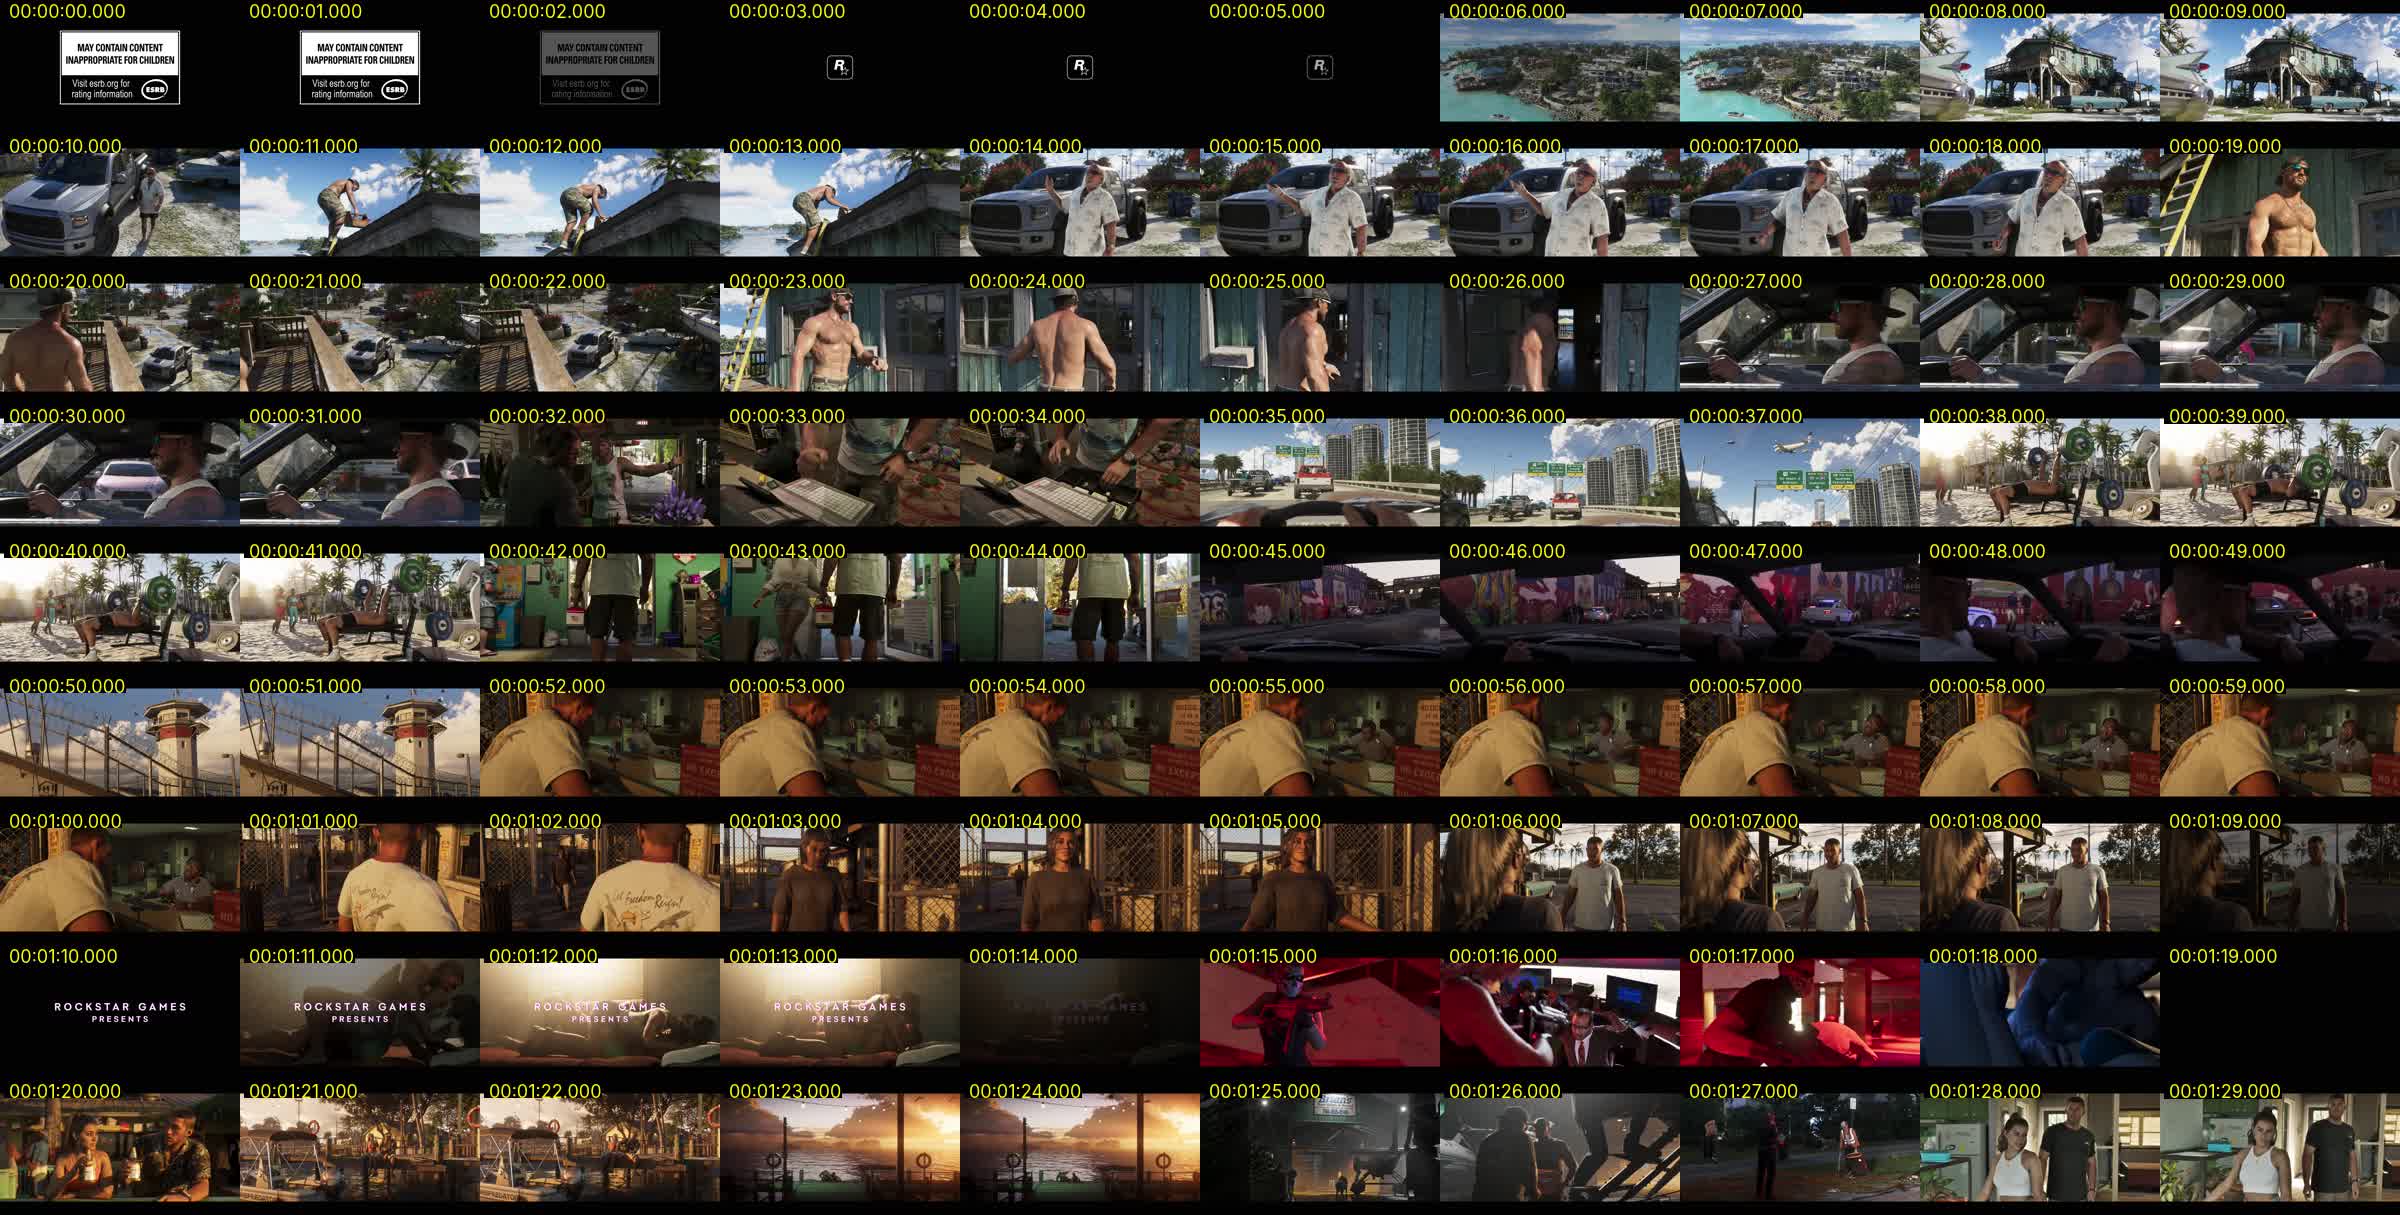 00:00:00.000 00:00:01.000 00:00:02.000 00:00:03.000 00:00:04.000 00:00:05.000 00:00:06.000 00:00:07.000 00:00:08.000 00:00:09.000
MAY CONTAIN CONTENT
INAPPROPRIATE FOR CHILDREN
Visit esrb.org for
rating information
ESRB
MAY CONTAIN CONTENT
INAPPROPRIATE FOR CHILDREN
Visit esrb.org for
rating information
ESRB
MAY CONTAIN CONTENT
INAPPROPRIATE FOR CHILDREN
Visit esrb.org for
rating information
ESRB
R
R
R
00:00:10.000 00:00:11.000 00:00:12.000 00:00:13.000 00:00:14.000 00:00:15.000 00:00:16.000 00:00:17.000 00:00:18.000 00:00:19.000
00:00:20.000 00:00:21.000 00:00:22.000 00:00:23.000 00:00:24.000 00:00:25.000 00:00:26.000 00:00:27.000 00:00:28.000 00:00:29.000
00:00:30.000 00:00:31.000 00:00:32.000 00:00:33.000 00:00:34.000 00:00:35.000 00:00:36.000 00:00:37.000 00:00:38.000 00:00:39.000
00:00:40.000 00:00:41.000 00:00:42.000 00:00:43.000 00:00:44.000 00:00:45.000 00:00:46.000 00:00:47.000 00:00:48.000 00:00:49.000
00:00:50.000 00:00:51.000 00:00:52.000 00:00:53.000 00:00:54.000 00:00:55.000 00:00:56.000 00:00:57.000 00:00:58.000 00:00:59.000
00:01:00.000 00:01:01.000 00:01:02.000 00:01:03.000 00:01:04.000 00:01:05.000 00:01:06.000 00:01:07.000 00:01:08.000 00:01:09.000
00:01:10.000 00:01:11.000 00:01:12.000 00:01:13.000 00:01:14.000 00:01:15.000 00:01:16.000 00:01:17.000 00:01:18.000 00:01:19.000
ROCKSTAR GAMES
PRESENTS
ROCKSTAR GAMES
PRESENTS
ROCKSTAR GAMES
PRESENTS
ROCKSTAR GAMES
PRESENTS
00:01:20.000 00:01:21.000 00:01:22.000 00:01:23.000 00:01:24.000 00:01:25.000 00:01:26.000 00:01:27.000 00:01:28.000 00:01:29.000